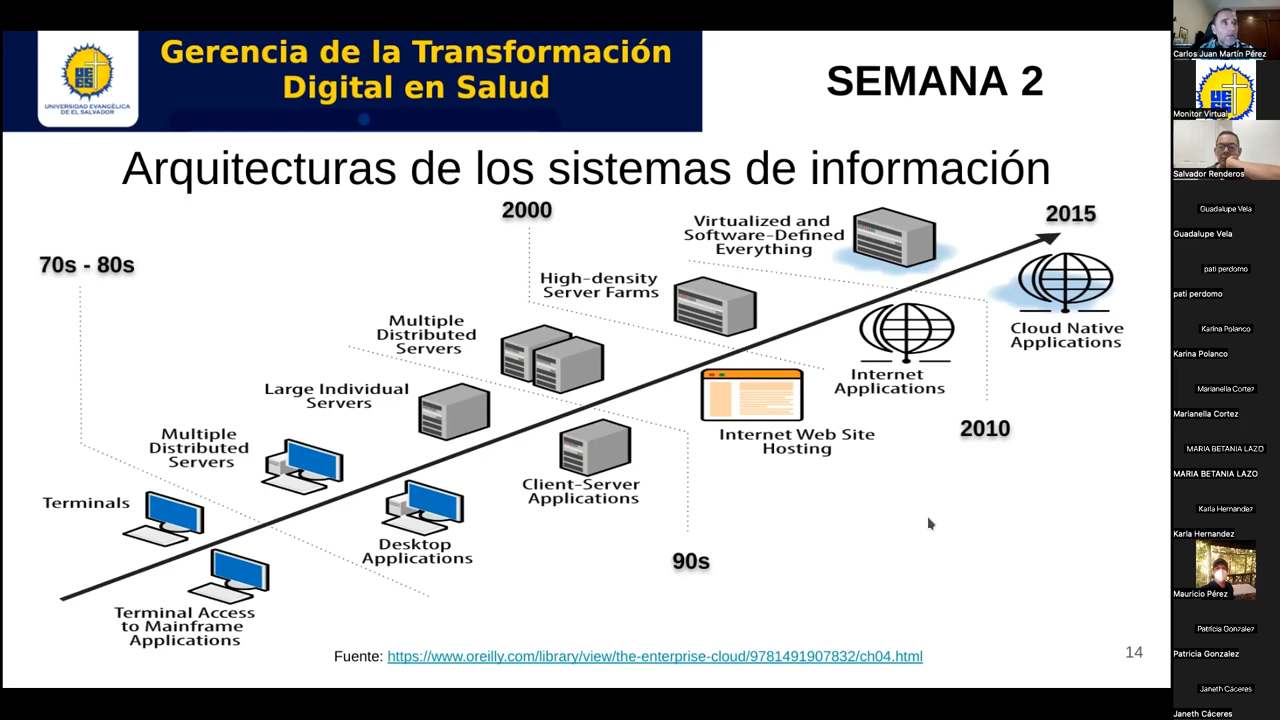 Gerencia de la Transformación
Digital en Salud
UNIVERSIDAD EVANGÉLICA
DE EL SALVADOR
SEMANA 2
Arquitecturas de los sistemas de información
70s - 80s
2000
2015
Virtualized and
Software-Defined
Everything
High-density
Server Farms
Multiple
Distributed
Servers
Large Individual
Servers
Multiple
Distributed
Servers
Terminals
Cloud Native
Applications
Internet
Applications
2010
Internet Web Site
Hosting
Client-Server
Applications
90s
Desktop
Applications
Terminal Access
to Mainframe
Applications
Fuente: https://www.oreilly.com/library/view/the-enterprise-cloud/9781491907832/ch04.html
14
Carlos Juan Martín Pérez
UEES
Monitor Virtual
Salvador Renderos
Guadalupe Vela
Guadalupe Vela
pati perdomo
pati perdomo
Karina Polanco
Karina Polanco
Marianella Cortez
Marianella Cortez
MARIA BETANIA LAZO
MARIA BETANIA LAZO
Karla Hernandez
Karla Hernandez
Mauricio Pérez
Patricia Gonzalez
Patricia Gonzalez
Janeth Cáceres
Janeth Cáceres